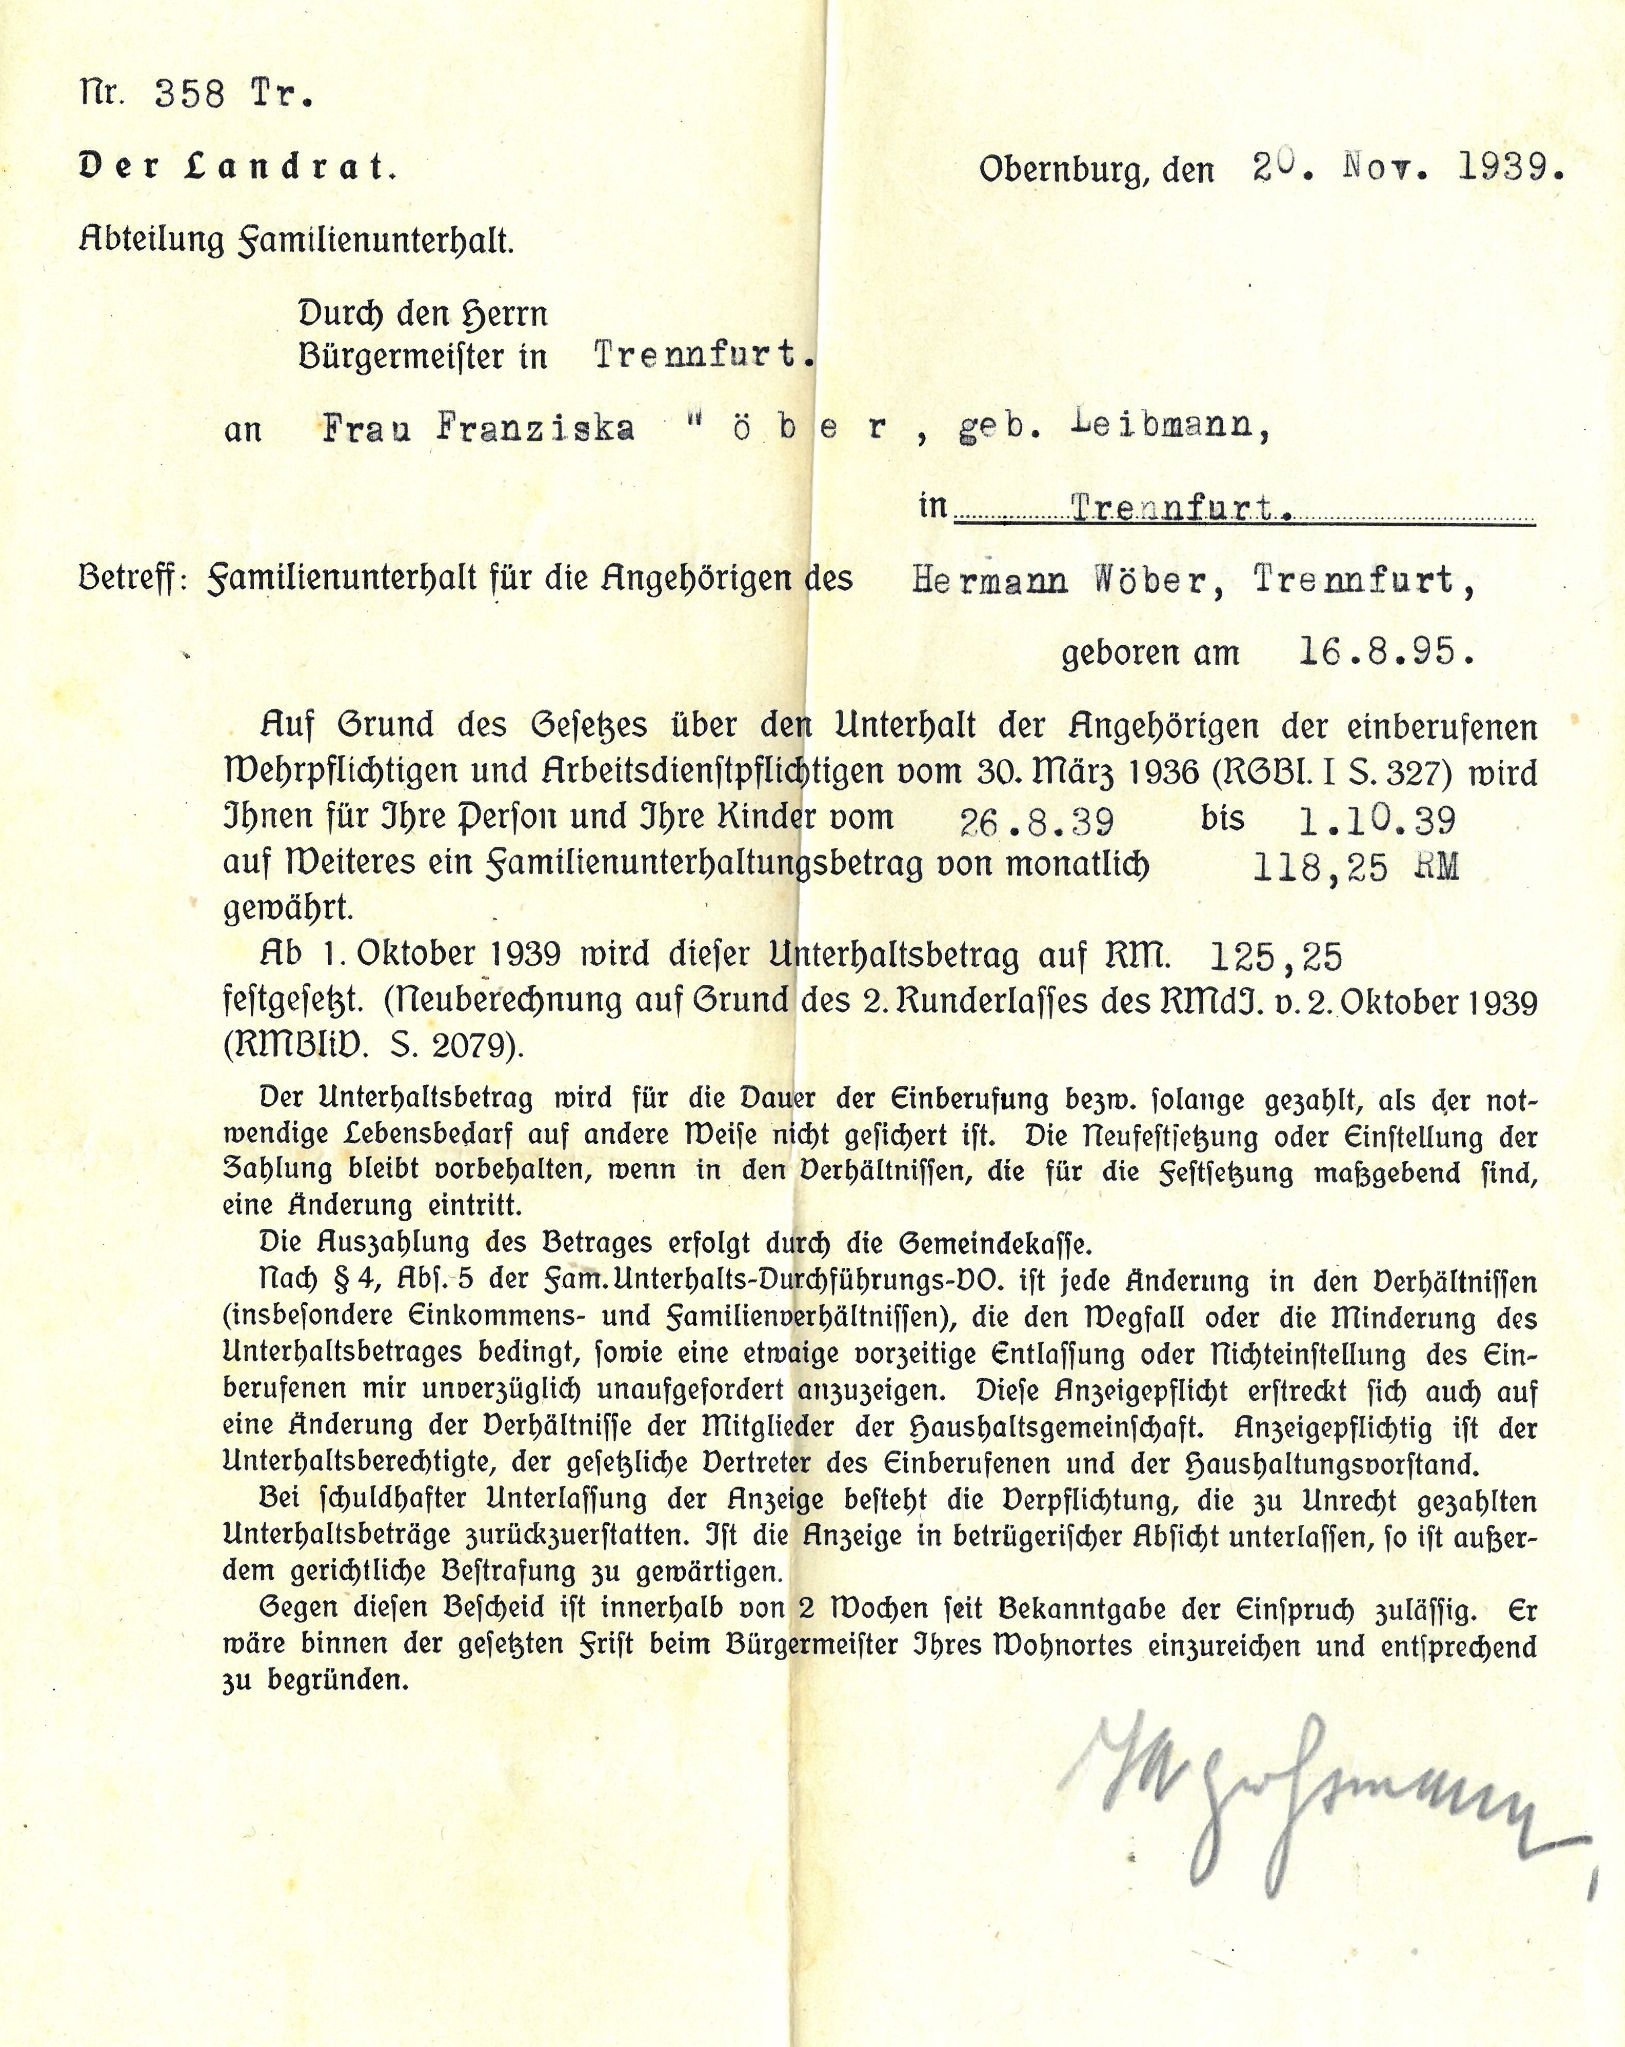 Nr. 358 Tr.
Der Landrat.
Obernburg, den 20. Nov. 1939.
Abteilung Familienunterhalt.
Durch den Herrn
Bürgermeister in Trennfurt.
an Frau Franziska "öber, geb. Leibmann,
in Trennfurt.
Betreff: Familienunterhalt für die Angehörigen des Hermann Wöber, Trennfurt,
geboren am 16.8.95.
Auf Grund des Gesetzes über den Unterhalt der Angehörigen der einberufenen
Wehrpflichtigen und Arbeitsdienstpflichtigen vom 30. März 1936 (RGBl. I S. 327) wird
Ihnen für Ihre Person und Ihre Kinder vom 26.8.39 bis 1.10.39
auf Weiteres ein Familienunterhaltungsbetrag von monatlich 118,25 RM
gewährt.
Ab 1. Oktober 1939 wird dieser Unterhaltsbetrag auf RM. 125,25
festgesetzt. (Neuberechnung auf Grund des 2. Runderlasses des RMdI. v. 2. Oktober 1939
(RMBliV. S. 2079).
Der Unterhaltsbetrag wird für die Dauer der Einberufung bezw. solange gezahlt, als der not-
wendige Lebensbedarf auf andere Weise nicht gesichert ist. Die Neufestsetzung oder Einstellung der
Zahlung bleibt vorbehalten, wenn in den Verhältnissen, die für die Festsetzung maßgebend sind,
eine Änderung eintritt.
Die Auszahlung des Betrages erfolgt durch die Gemeindekasse.
Nach § 4, Abs. 5 der Fam. Unterhalts-Durchführungs-VO. ist jede Änderung in den Verhältnissen
(insbesondere Einkommens- und Familienverhältnissen), die den Wegfall oder die Minderung des
Unterhaltsbetrages bedingt, sowie eine etwaige vorzeitige Entlassung oder Nichteinstellung des Ein-
berufenen mir unverzüglich unaufgefordert anzuzeigen. Diese Anzeigepflicht erstreckt sich auch auf
eine Änderung der Verhältnisse der Mitglieder der Haushaltsgemeinschaft. Anzeigepflichtig ist der
Unterhaltsberechtigte, der gesetzliche Vertreter des Einberufenen und der Haushaltungsvorstand.
Bei schuldhafter Unterlassung der Anzeige besteht die Verpflichtung, die zu Unrecht gezahlten
Unterhaltsbeträge zurückzuerstatten. Ist die Anzeige in betrügerischer Absicht unterlassen, so ist außer-
dem gerichtliche Bestrafung zu gewärtigen.
Gegen diesen Bescheid ist innerhalb von 2 Wochen seit Bekanntgabe der Einspruch zulässig. Er
wäre binnen der gesetzten Frist beim Bürgermeister Ihres Wohnortes einzureichen und entsprechend
zu begründen.